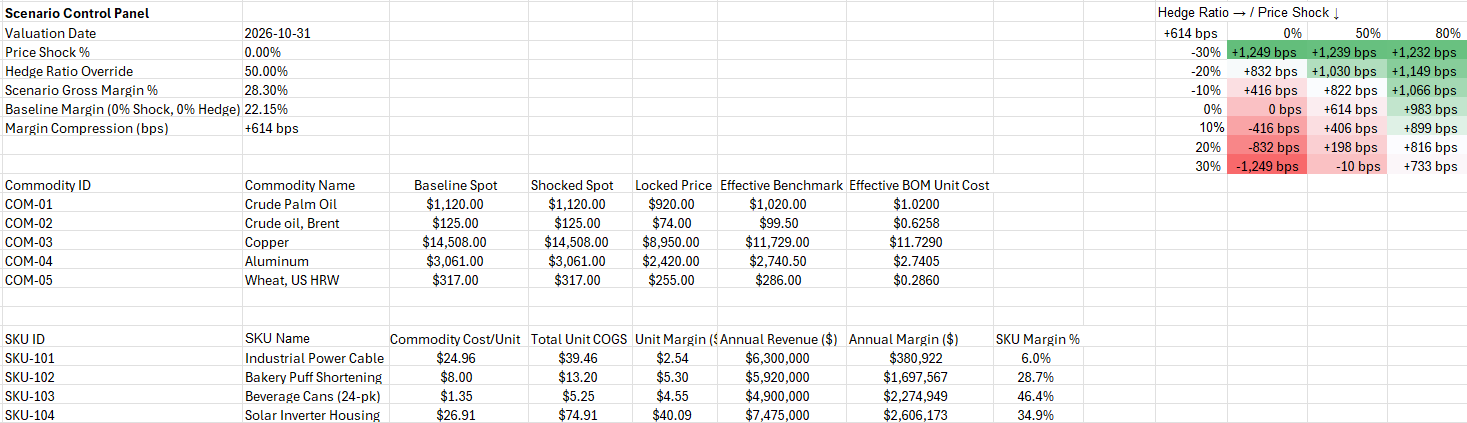 Scenario Control Panel Hedge Ratio → / Price Shock ↓
Valuation Date 2026-10-31 +614 bps 0% 50% 80%
Price Shock % 0.00% -30% +1,249 bps +1,239 bps +1,232 bps
Hedge Ratio Override 50.00% -20% +832 bps +1,030 bps +1,149 bps
Scenario Gross Margin % 28.30% -10% +416 bps +822 bps +1,066 bps
Baseline Margin (0% Shock, 0% Hedge) 22.15% 0% 0 bps +614 bps +983 bps
Margin Compression (bps) +614 bps 10% -416 bps +406 bps +899 bps
20% -832 bps +198 bps +816 bps
30% -1,249 bps -10 bps +733 bps
Commodity ID Commodity Name Baseline Spot Shocked Spot Locked Price Effective Benchmark Effective BOM Unit Cost
COM-01 Crude Palm Oil $1,120.00 $1,120.00 $920.00 $1,020.00 $1.0200
COM-02 Crude oil, Brent $125.00 $125.00 $74.00 $99.50 $0.6258
COM-03 Copper $14,508.00 $14,508.00 $8,950.00 $11,729.00 $11.7290
COM-04 Aluminum $3,061.00 $3,061.00 $2,420.00 $2,740.50 $2.7405
COM-05 Wheat, US HRW $317.00 $317.00 $255.00 $286.00 $0.2860
SKU ID SKU Name Commodity Cost/Unit Total Unit COGS Unit Margin ($ Annual Revenue ($) Annual Margin ($) SKU Margin %
SKU-101 Industrial Power Cable $24.96 $39.46 $2.54 $6,300,000 $380,922 6.0%
SKU-102 Bakery Puff Shortening $8.00 $13.20 $5.30 $5,920,000 $1,697,567 28.7%
SKU-103 Beverage Cans (24-pk) $1.35 $5.25 $4.55 $4,900,000 $2,274,949 46.4%
SKU-104 Solar Inverter Housing $26.91 $74.91 $40.09 $7,475,000 $2,606,173 34.9%